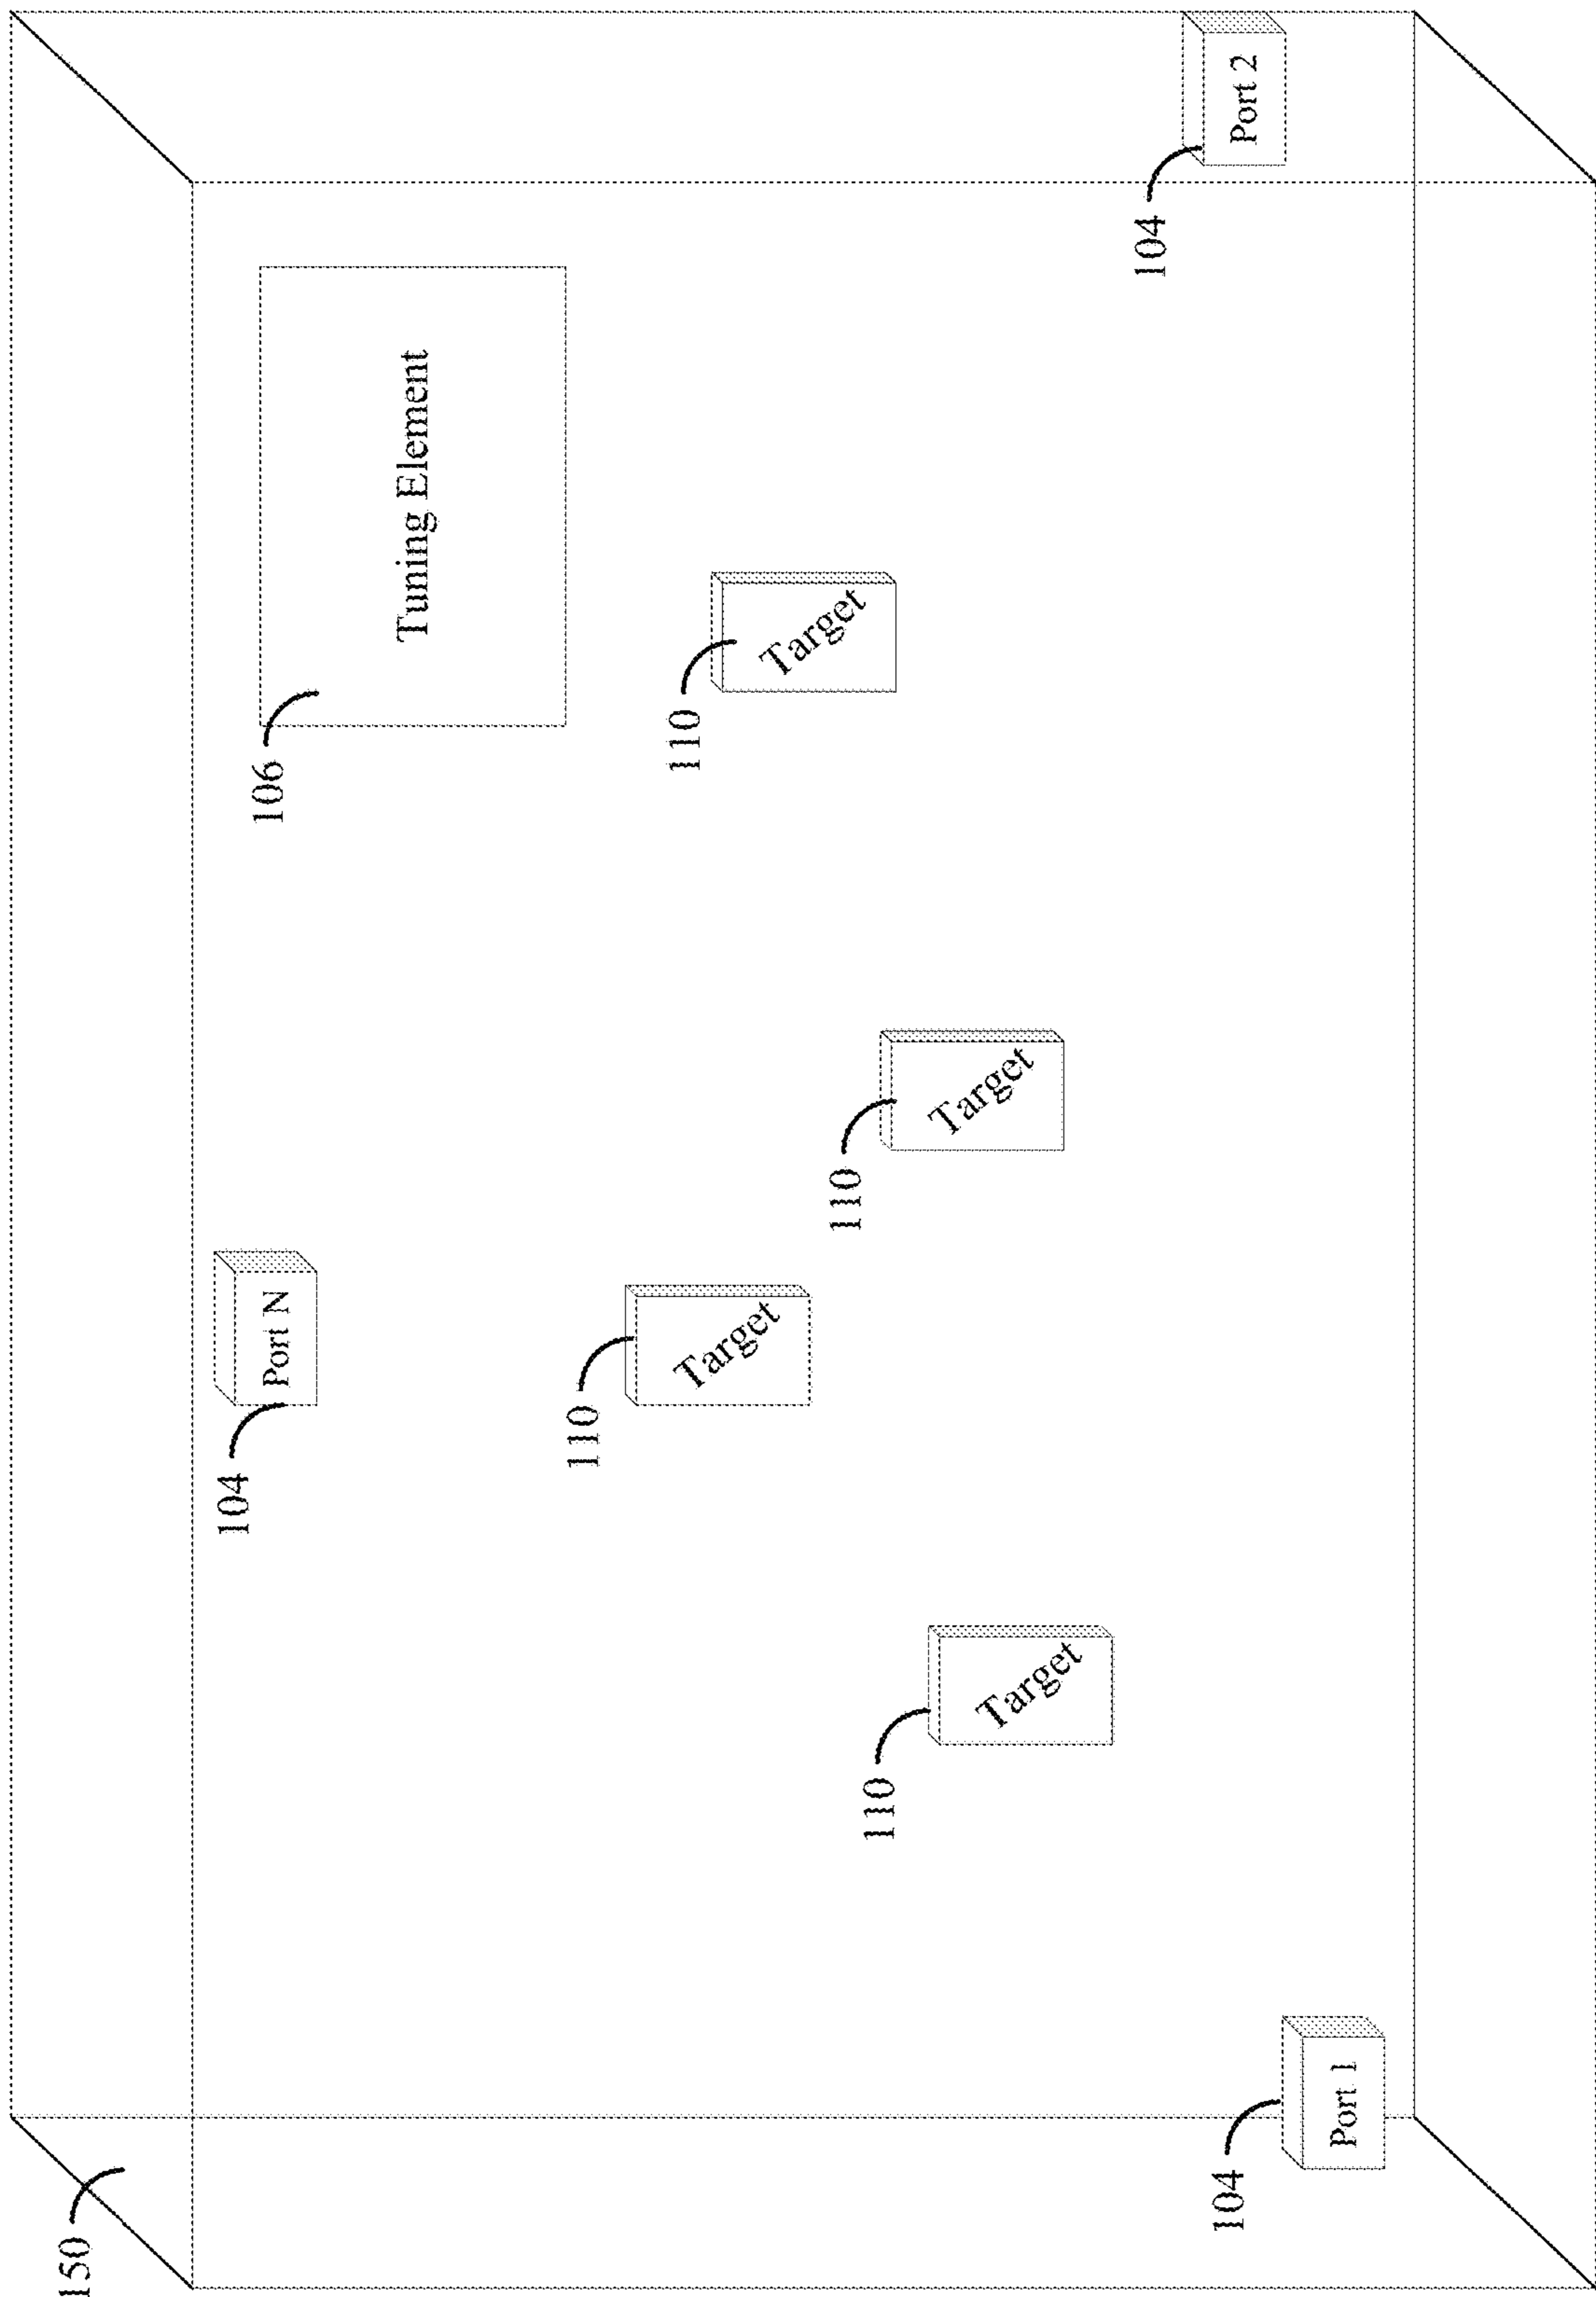 150
104
Port N
106
Tuning Element
110
Target
110
Target
110
Target
110
Target
104
Port 1
104
Port 2